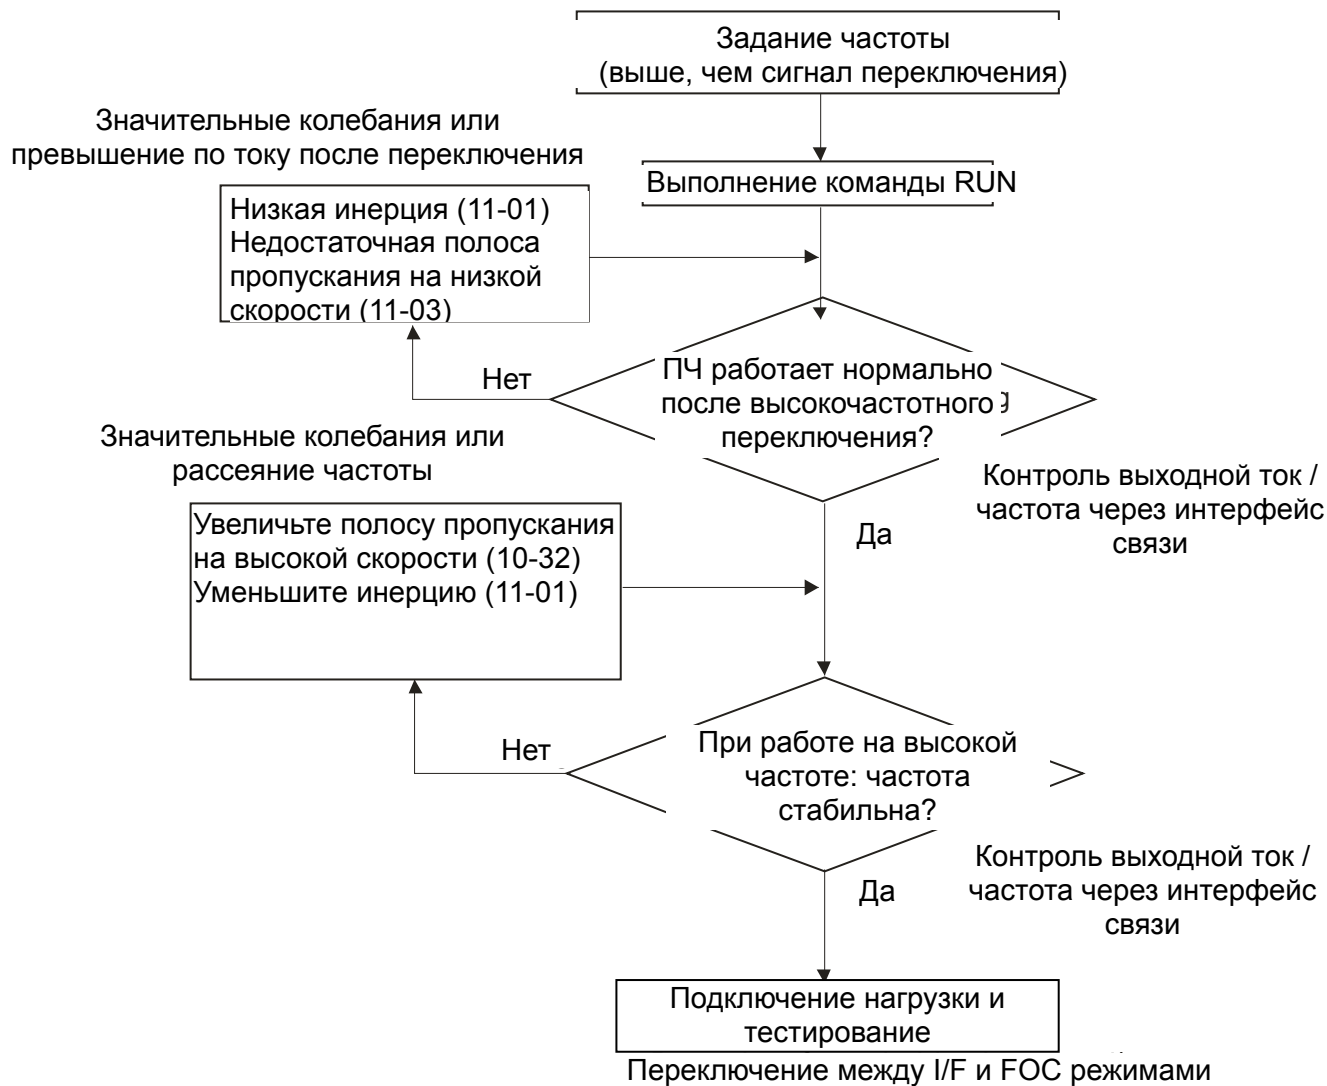 Задание частоты
(выше, чем сигнал переключения)
Значительные колебания или
превышение по току после переключения
Выполнение команды RUN
Низкая инерция (11-01)
Недостаточная полоса
пропускания на низкой
скорости (11-03)
Нет
ПЧ работает нормально
после высокочастотного
переключения?
Значительные колебания или
рассеяние частоты
Контроль выходной ток /
частота через интерфейс
связи
Да
Увеличьте полосу пропускания
на высокой скорости (10-32)
Уменьшите инерцию (11-01)
Нет
При работе на высокой
частоте: частота
стабильна?
Контроль выходной ток /
частота через интерфейс
связи
Да
Подключение нагрузки и
тестирование
Переключение между I/F и FOC режимами